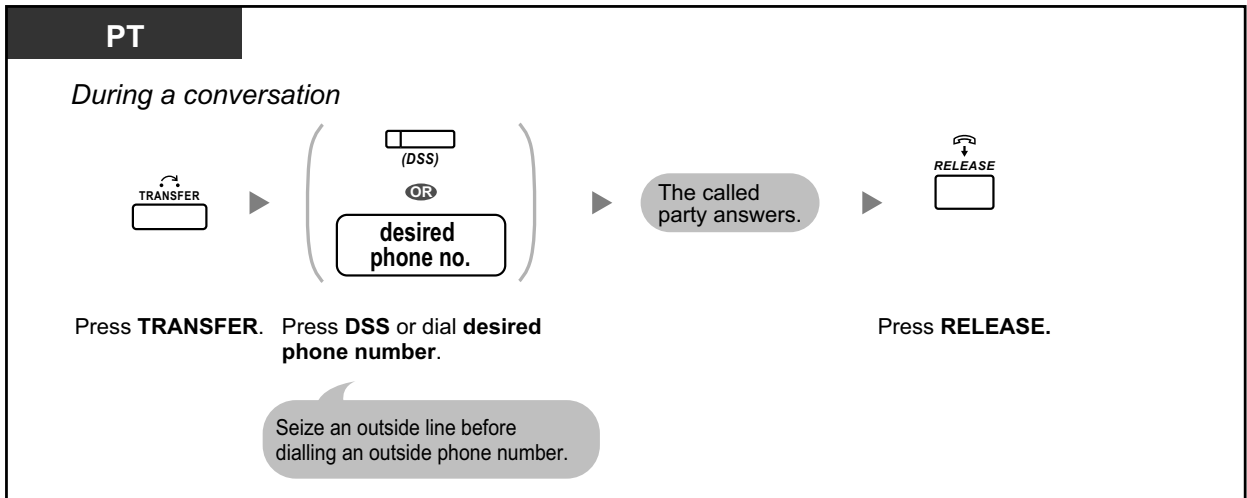 PT
During a conversation
TRANSFER
(DSS)
OR
desired
phone no.
The called
party answers.
RELEASE
Press TRANSFER.
Press DSS or dial desired
phone number.
Press RELEASE.
Seize an outside line before
dialling an outside phone number.